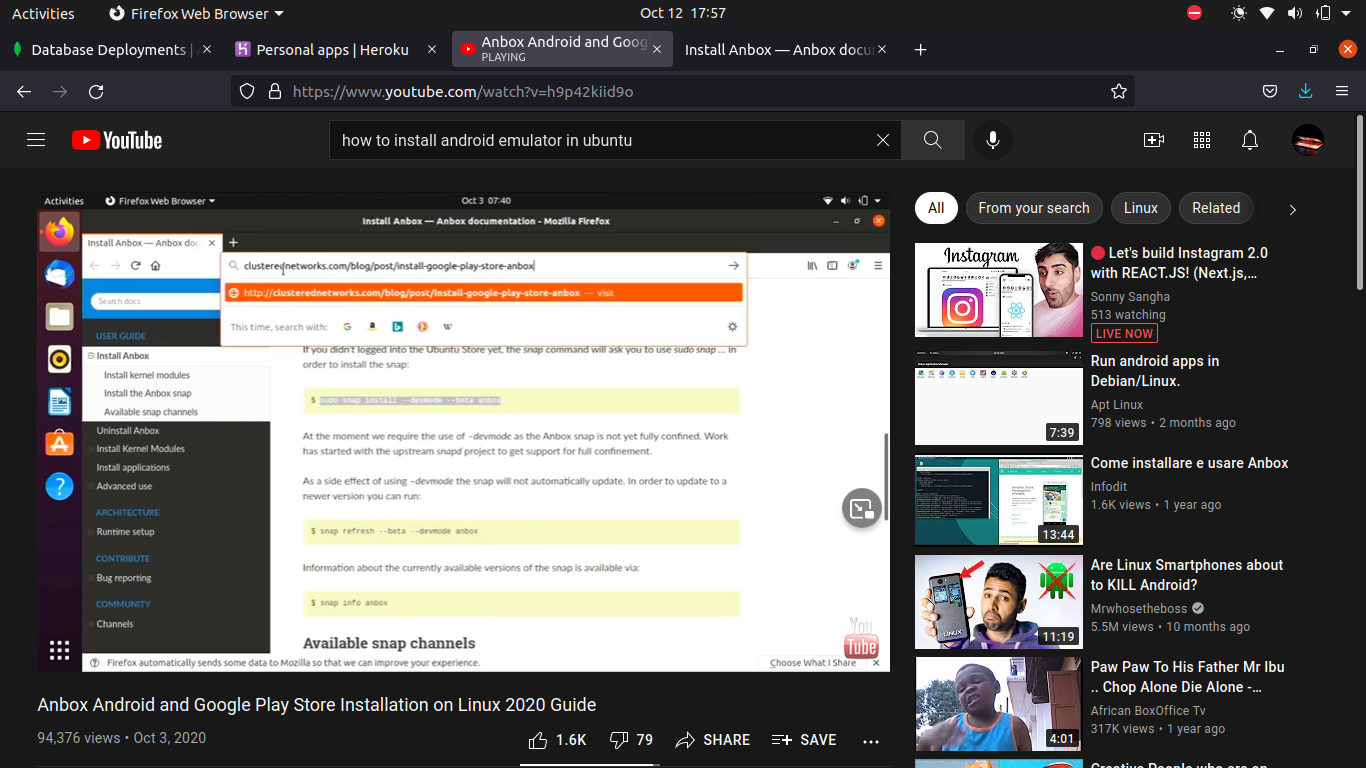 Activities
Firefox Web Browser
Oct 12 17:57
Database Deployments |
Personal apps | Heroku
Anbox Android and Goog
PLAYING
Install Anbox — Anbox docu
https://www.youtube.com/watch?v=h9p42kiid9o
YouTube
how to install android emulator in ubuntu
Activities
Firefox Web Browser
Oct 3 07:40
Install Anbox — Anbox documentation - Mozilla Firefox
Install Anbox — Anbox doc
clusterednetworks.com/blog/post/install-google-play-store-anbox
http://clusterednetworks.com/blog/post/install-google-play-store-anbox — Visit
This time, search with:
Search docs
USER GUIDE
Install Anbox
Install kernel modules
Install the Anbox snap
Available snap channels
Uninstall Anbox
Install Kernel Modules
Install applications
Advanced use
ARCHITECTURE
Runtime setup
CONTRIBUTE
Bug reporting
COMMUNITY
Channels
If you didn't logged into the Ubuntu Store yet, the snap command will ask you to use sudo snap ... in
order to install the snap:
$ sudo snap install --devmode --beta anbox
At the moment we require the use of –devmode as the Anbox snap is not yet fully confined. Work
has started with the upstream snapd project to get support for full confinement.
As a side effect of using –devmode the snap will not automatically update. In order to update to a
newer version you can run:
$ snap refresh --beta --devmode anbox
Information about the currently available versions of the snap is available via:
$ snap info anbox
Available snap channels
You
Tube
Firefox automatically sends some data to Mozilla so that we can improve your experience.
Choose What I Share
Anbox Android and Google Play Store Installation on Linux 2020 Guide
94,376 views • Oct 3, 2020
1.6K
79
SHARE
SAVE
All
From your search
Linux
Related
Instagram
Let's build Instagram 2.0
with REACT.JS! (Next.js,...
Sonny Sangha
513 watching
LIVE NOW
7:39
Run android apps in
Debian/Linux.
Apt Linux
798 views • 2 months ago
13:44
Come installare e usare Anbox
Infodit
1.6K views • 1 year ago
LINUX
11:19
Are Linux Smartphones about
to KILL Android?
Mrwhosetheboss
5.5M views • 10 months ago
4:01
Paw Paw To His Father Mr Ibu
.. Chop Alone Die Alone -...
African BoxOffice Tv
317K views • 1 year ago